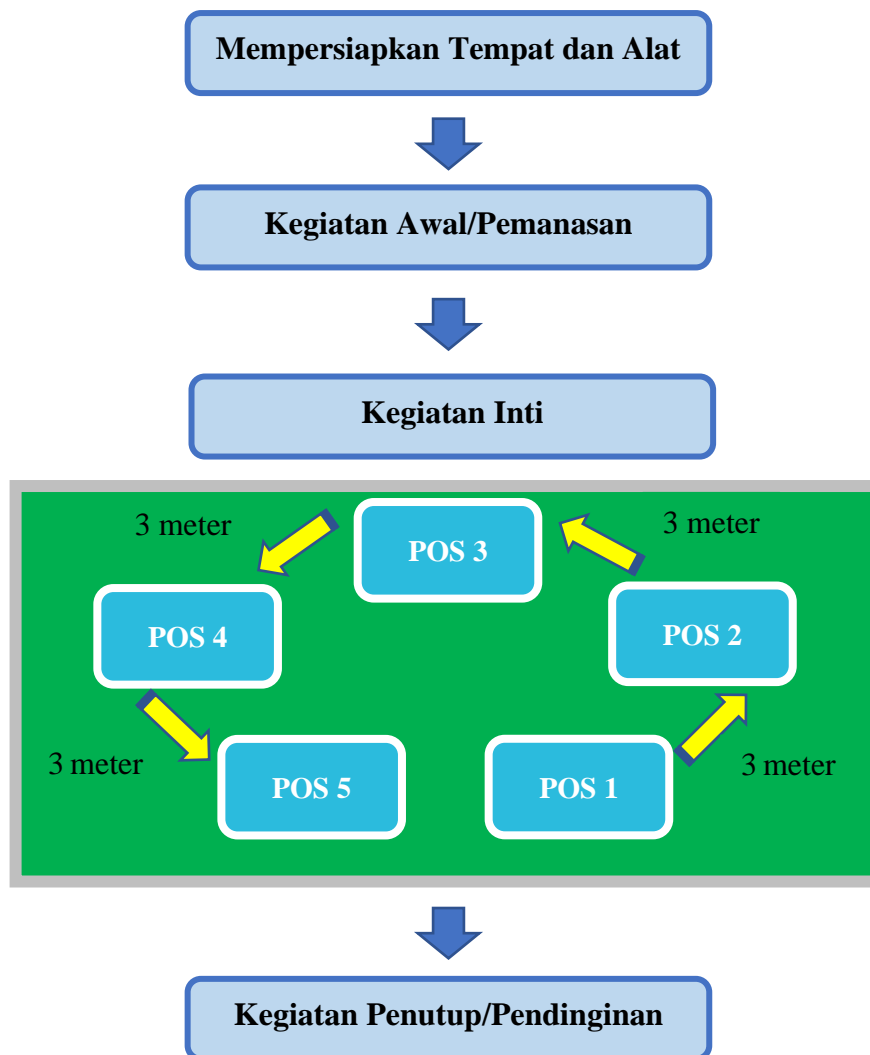 Mempersiapkan Tempat dan Alat
Kegiatan Awal/Pemanasan
Kegiatan Inti
3 meter
3 meter
POS 3
POS 4
POS 2
3 meter
3 meter
POS 5
POS 1
Kegiatan Penutup/Pendinginan